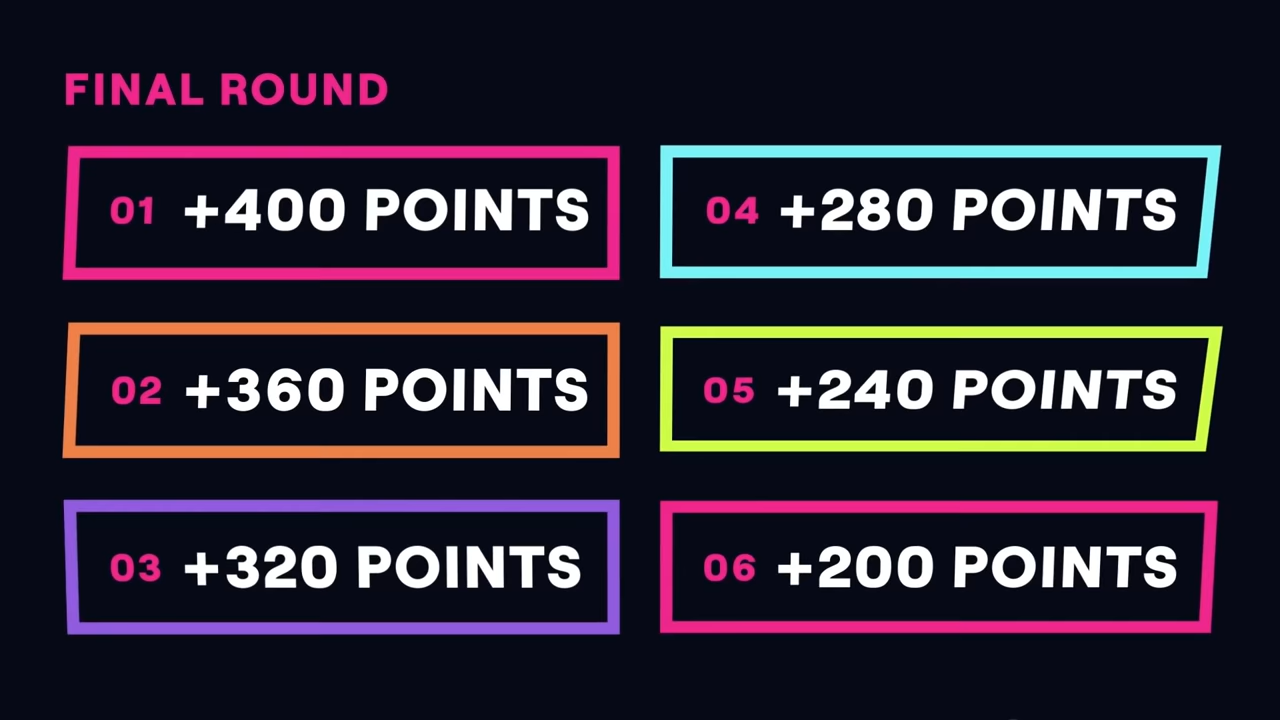 FINAL ROUND
01 +400 POINTS
02 +360 POINTS
03 +320 POINTS
04 +280 POINTS
05 +240 POINTS
06 +200 POINTS